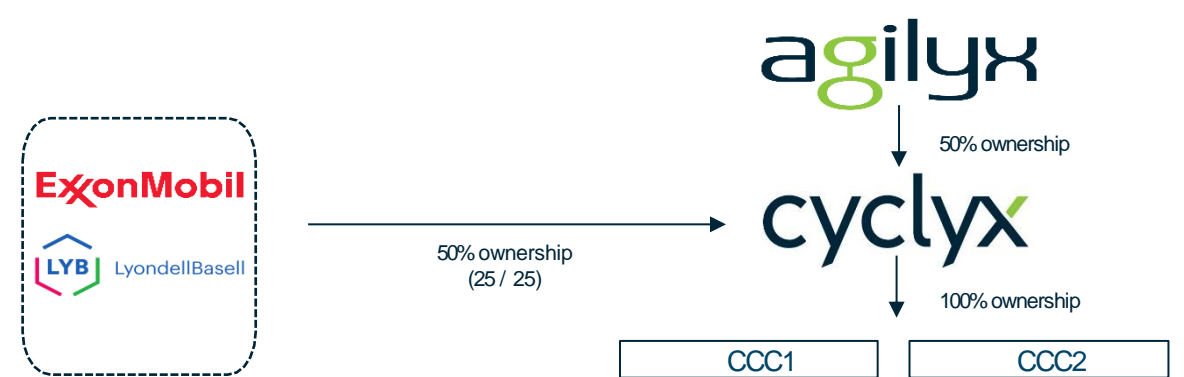 agilyx
50% ownership
ExxonMobil
cyclyx
LYB LyondellBasell
50% ownership
(25 / 25)
100% ownership
CCC1
CCC2